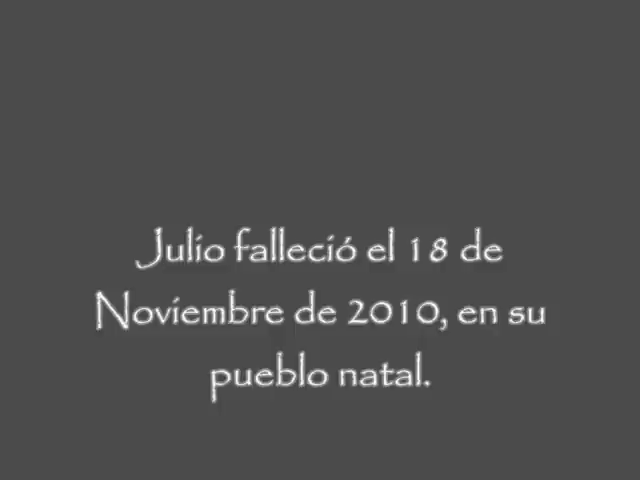 Julio falleció el 18 de
Noviembre de 2010, en su
pueblo natal.